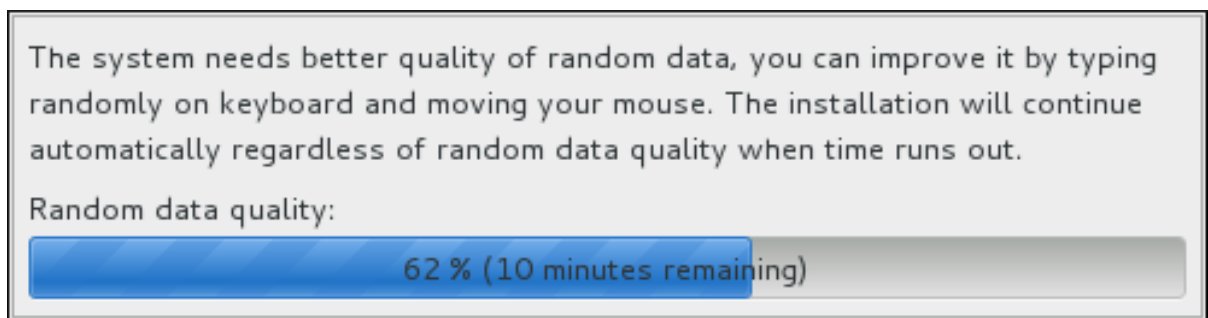 The system needs better quality of random data, you can improve it by typing
randomly on keyboard and moving your mouse. The installation will continue
automatically regardless of random data quality when time runs out.
Random data quality:
62 % (10 minutes remaining)